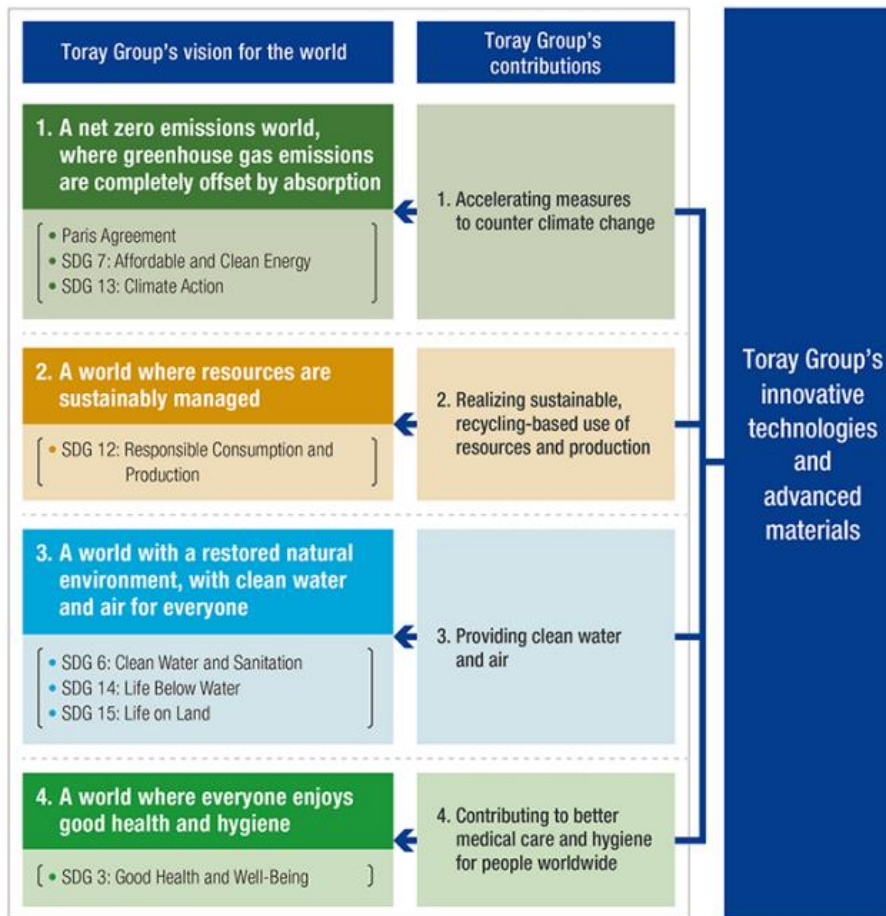 Toray Group's vision for the world
Toray Group's
contributions
1. A net zero emissions world,
where greenhouse gas emissions
are completely offset by absorption
• Paris Agreement
• SDG 7: Affordable and Clean Energy
• SDG 13: Climate Action
1. Accelerating measures
to counter climate change
2. A world where resources are
sustainably managed
• SDG 12: Responsible Consumption and
Production
2. Realizing sustainable,
recycling-based use of
resources and production
3. A world with a restored natural
environment, with clean water
and air for everyone
• SDG 6: Clean Water and Sanitation
• SDG 14: Life Below Water
• SDG 15: Life on Land
3. Providing clean water
and air
4. A world where everyone enjoys
good health and hygiene
• SDG 3: Good Health and Well-Being
4. Contributing to better
medical care and hygiene
for people worldwide
Toray Group's
innovative
technologies
and
advanced
materials